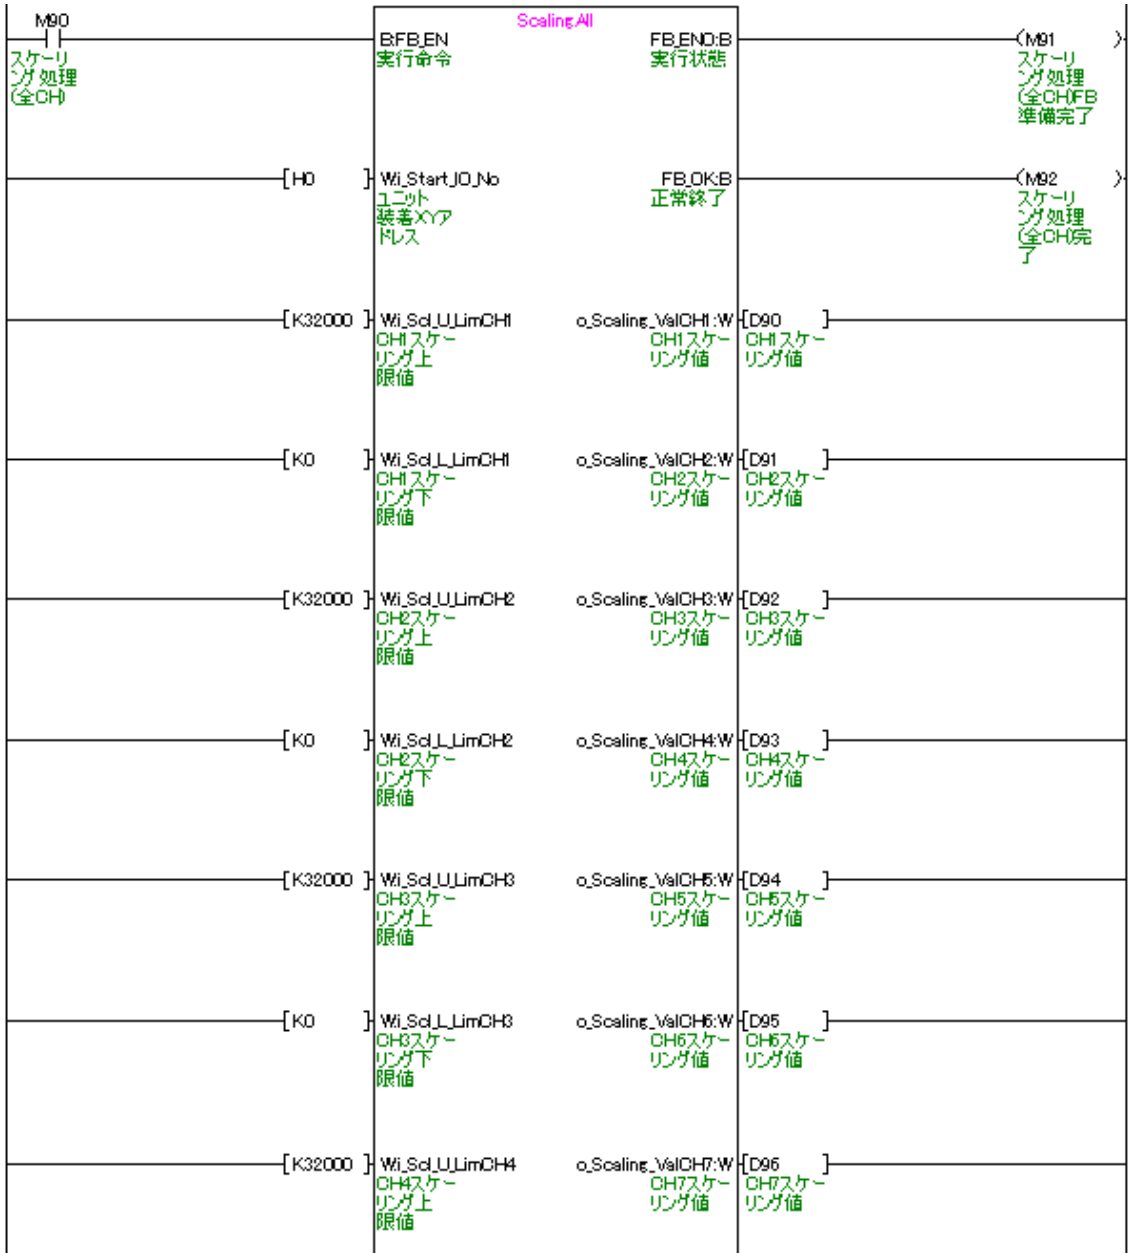 M90
スケーリ
ング処理
(全CH)
ScalingAll
B:FB_EN
実行命令
FB_ENO:B
実行状態
M91
スケーリ
ング処理
(全CH)FB
準備完了
H0
W:i_Start_IO_No
ユニット
装着XYア
ドレス
FB_OK:B
正常終了
M92
スケーリ
ング処理
(全CH)完
了
K32000
W:i_Scl_U_LimCH1
CH1スケー
リング上
限値
o_Scaling_ValCH1:W
CH1スケー
リング値
D90
CH1スケー
リング値
K0
W:i_Scl_L_LimCH1
CH1スケー
リング下
限値
o_Scaling_ValCH2:W
CH2スケー
リング値
D91
CH2スケー
リング値
K32000
W:i_Scl_U_LimCH2
CH2スケー
リング上
限値
o_Scaling_ValCH3:W
CH3スケー
リング値
D92
CH3スケー
リング値
K0
W:i_Scl_L_LimCH2
CH2スケー
リング下
限値
o_Scaling_ValCH4:W
CH4スケー
リング値
D93
CH4スケー
リング値
K32000
W:i_Scl_U_LimCH3
CH3スケー
リング上
限値
o_Scaling_ValCH5:W
CH5スケー
リング値
D94
CH5スケー
リング値
K0
W:i_Scl_L_LimCH3
CH3スケー
リング下
限値
o_Scaling_ValCH6:W
CH6スケー
リング値
D95
CH6スケー
リング値
K32000
W:i_Scl_U_LimCH4
CH4スケー
リング上
限値
o_Scaling_ValCH7:W
CH7スケー
リング値
D96
CH7スケー
リング値